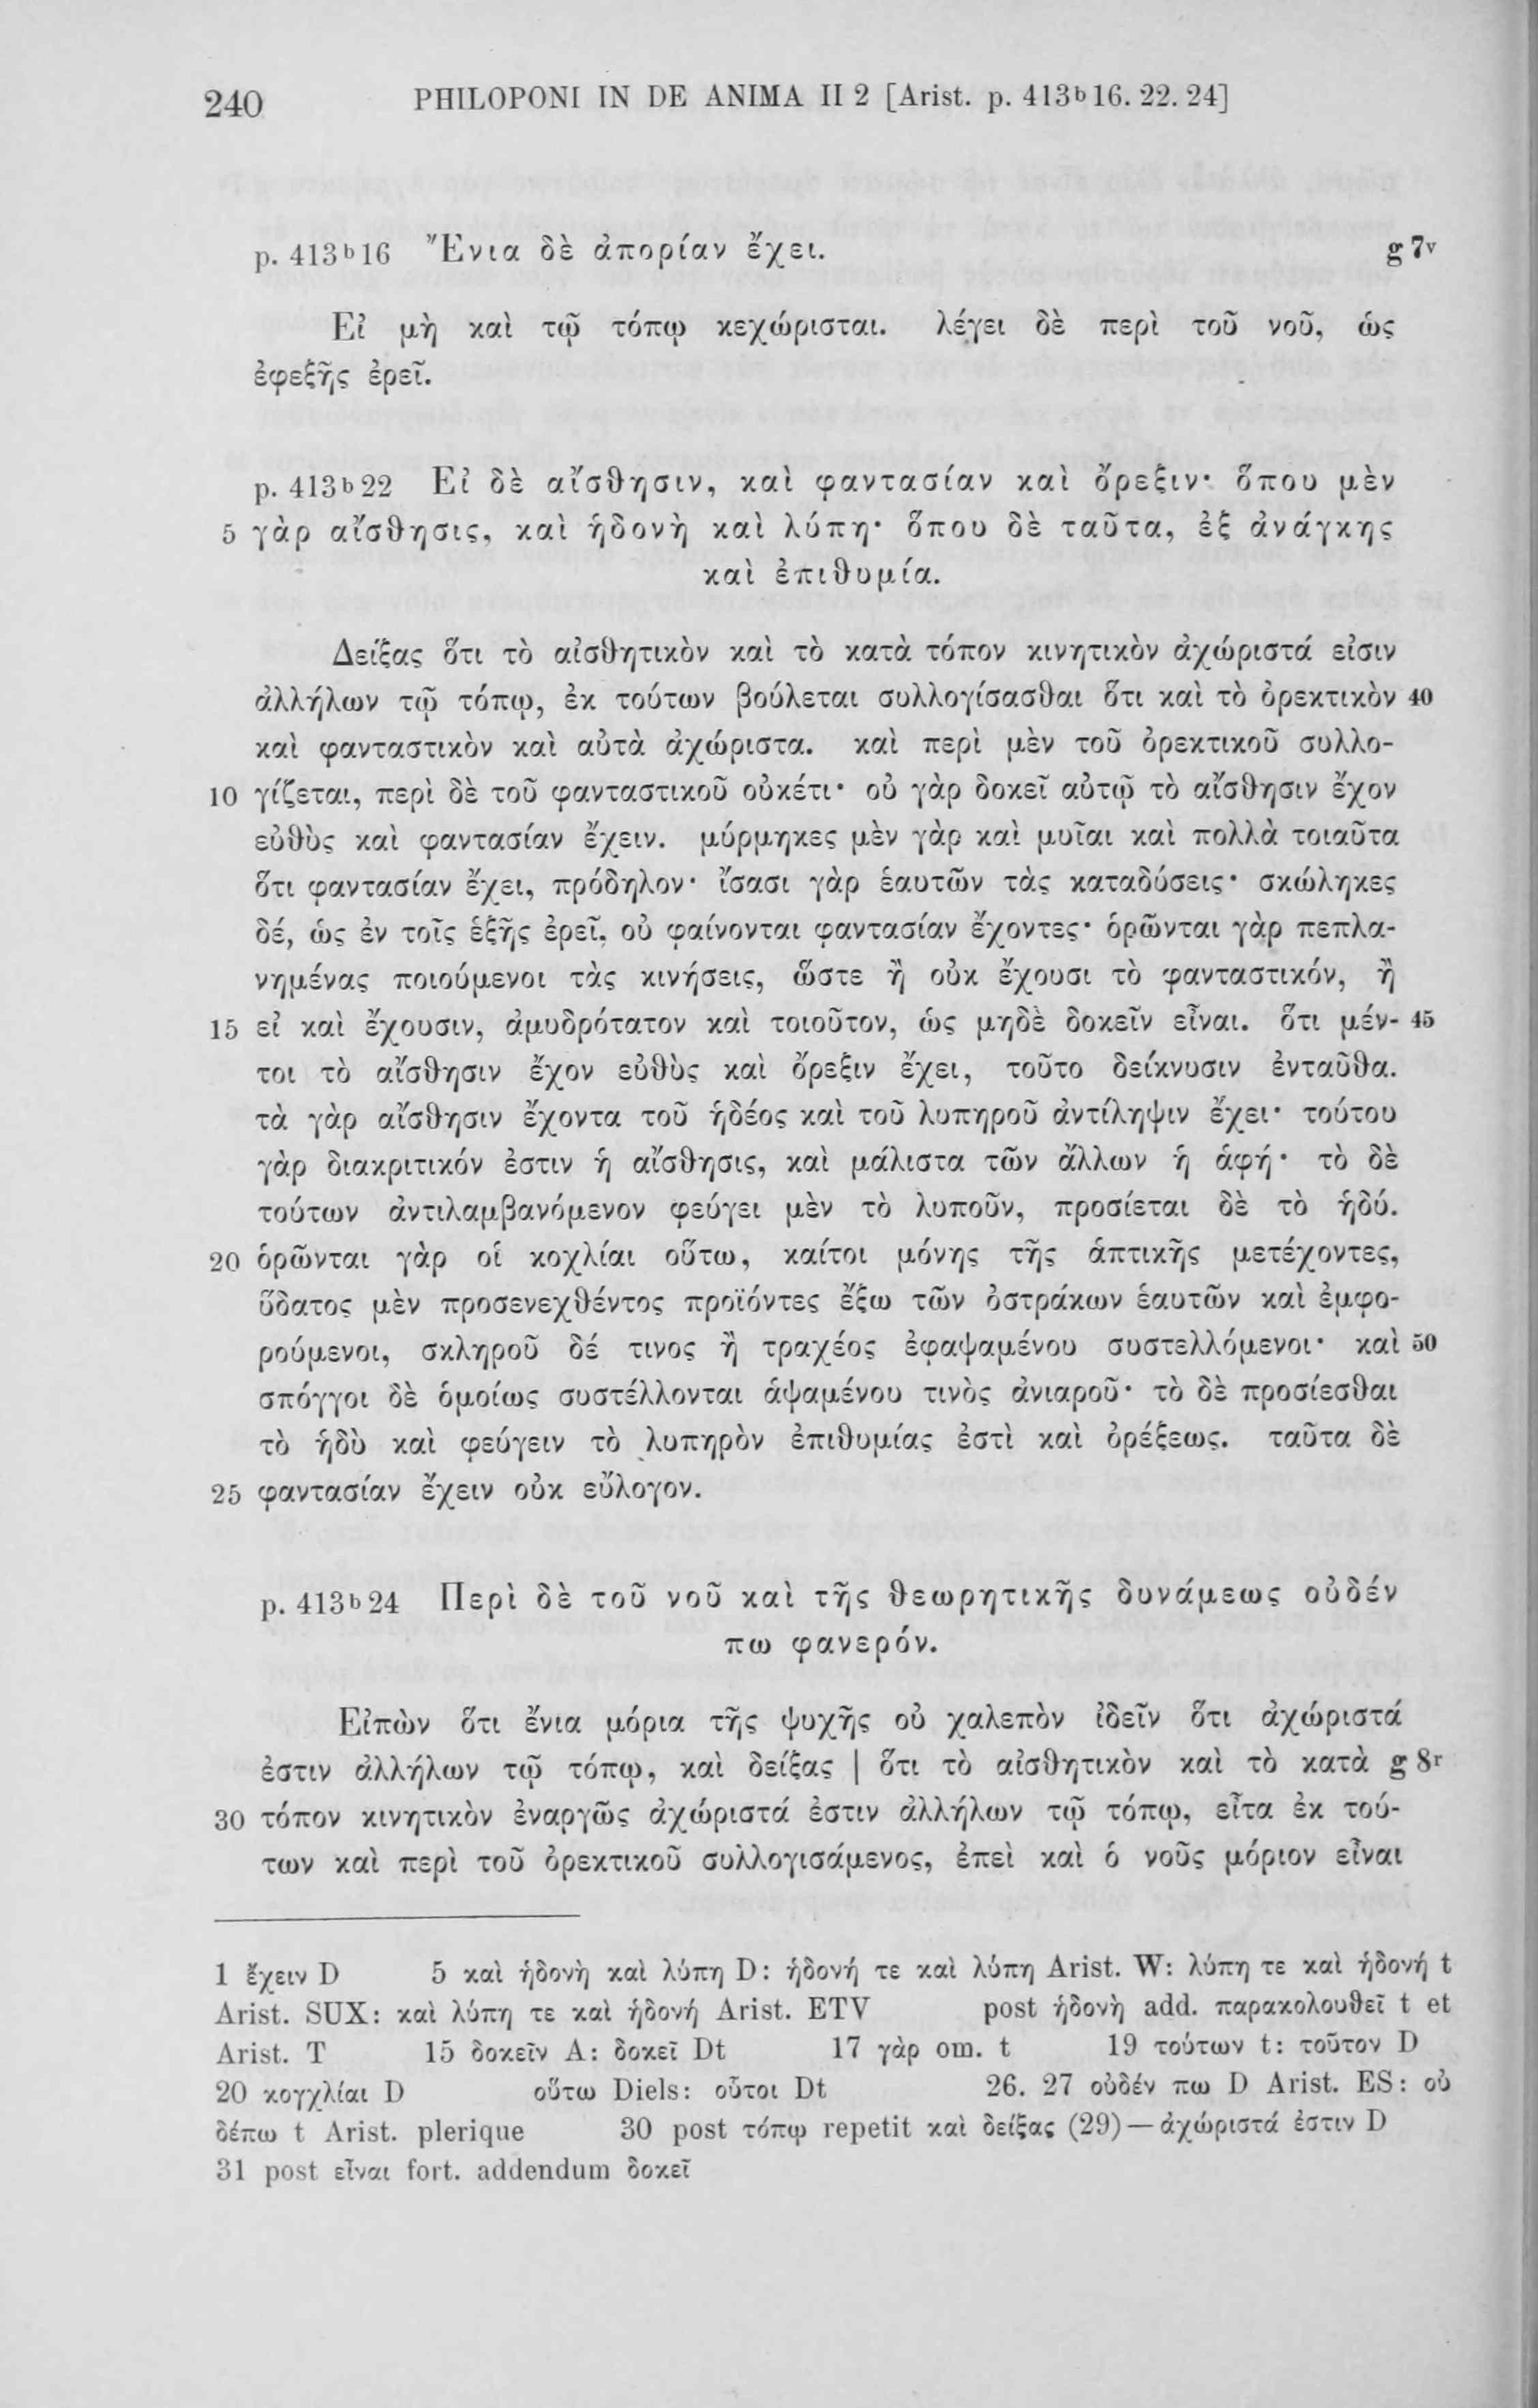 240 PHILOPONI IN DE ANIMA II 2 [Arist. p. 413b16. 22. 24]
p. 413b16 Ἔνια δὲ ἀπορίαν ἔχει. g 7v
Εἰ μὴ καὶ τῷ τόπῳ κεχώρισται. λέγει δὲ περὶ τοῦ νοῦ, ὡς
ἐφεξῆς ἐρεῖ.
p. 413b22 Εἰ δὲ αἴσθησιν, καὶ φαντασίαν καὶ ὄρεξιν· ὅπου μὲν
5 γὰρ αἴσθησις, καὶ ἡδονὴ καὶ λύπη· ὅπου δὲ ταῦτα, ἐξ ἀνάγκης
καὶ ἐπιθυμία.
Δείξας ὅτι τὸ αἰσθητικὸν καὶ τὸ κατὰ τόπον κινητικὸν ἀχώριστά εἰσιν
ἀλλήλων τῷ τόπῳ, ἐκ τούτων βούλεται συλλογίσασθαι ὅτι καὶ τὸ ὀρεκτικὸν 40
καὶ φανταστικὸν καὶ αὐτὰ ἀχώριστα. καὶ περὶ μὲν τοῦ ὀρεκτικοῦ συλλο-
10 γίζεται, περὶ δὲ τοῦ φανταστικοῦ οὐκέτι· οὐ γὰρ δοκεῖ αὐτῷ τὸ αἴσθησιν ἔχον
εὐθὺς καὶ φαντασίαν ἔχειν. μύρμηκες μὲν γὰρ καὶ μυῖαι καὶ πολλὰ τοιαῦτα
ὅτι φαντασίαν ἔχει, πρόδηλον· ἴσασι γὰρ ἑαυτῶν τὰς καταδύσεις· σκώληκες
δέ, ὡς ἐν τοῖς ἑξῆς ἐρεῖ, οὐ φαίνονται φαντασίαν ἔχοντες· ὁρῶνται γὰρ πεπλα-
νημένας ποιούμενοι τὰς κινήσεις, ὥστε ἢ οὐκ ἔχουσι τὸ φανταστικόν, ἢ
15 εἰ καὶ ἔχουσιν, ἀμυδρότατον καὶ τοιοῦτον, ὡς μηδὲ δοκεῖν εἶναι. ὅτι μέν- 45
τοι τὸ αἴσθησιν ἔχον εὐθὺς καὶ ὄρεξιν ἔχει, τοῦτο δείκνυσιν ἐνταῦθα.
τὰ γὰρ αἴσθησιν ἔχοντα τοῦ ἡδέος καὶ τοῦ λυπηροῦ ἀντίληψιν ἔχει· τούτου
γὰρ διακριτικόν ἐστιν ἡ αἴσθησις, καὶ μάλιστα τῶν ἄλλων ἡ ἁφή· τὸ δὲ
τούτων ἀντιλαμβανόμενον φεύγει μὲν τὸ λυποῦν, προσίεται δὲ τὸ ἡδύ.
20 ὁρῶνται γὰρ οἱ κοχλίαι οὕτω, καίτοι μόνης τῆς ἁπτικῆς μετέχοντες,
ὕδατος μὲν προσενεχθέντος προϊόντες ἔξω τῶν ὀστράκων ἑαυτῶν καὶ ἐμφο-
ρούμενοι, σκληροῦ δέ τινος ἢ τραχέος ἐφαψαμένου συστελλόμενοι· καὶ 50
σπόγγοι δὲ ὁμοίως συστέλλονται ἁψαμένου τινὸς ἀνιαροῦ· τὸ δὲ προσίεσθαι
τὸ ἡδὺ καὶ φεύγειν τὸ λυπηρὸν ἐπιθυμίας ἐστὶ καὶ ὀρέξεως. ταῦτα δὲ
25 φαντασίαν ἔχειν οὐκ εὔλογον.
p. 413b24 Περὶ δὲ τοῦ νοῦ καὶ τῆς θεωρητικῆς δυνάμεως οὐδέν
πω φανερόν.
Εἰπὼν ὅτι ἔνια μόρια τῆς ψυχῆς οὐ χαλεπὸν ἰδεῖν ὅτι ἀχώριστά
ἐστιν ἀλλήλων τῷ τόπῳ, καὶ δείξας | ὅτι τὸ αἰσθητικὸν καὶ τὸ κατὰ g 8r
30 τόπον κινητικὸν ἐναργῶς ἀχώριστά ἐστιν ἀλλήλων τῷ τόπῳ, εἶτα ἐκ τού-
των καὶ περὶ τοῦ ὀρεκτικοῦ συλλογισάμενος, ἐπεὶ καὶ ὁ νοῦς μόριον εἶναι
1 ἔχειν D 5 καὶ ἡδονὴ καὶ λύπη D: ἡδονή τε καὶ λύπη Arist. W: λύπη τε καὶ ἡδονή t
Arist. SUX: καὶ λύπη τε καὶ ἡδονή Arist. ETV post ἡδονὴ add. παρακολουθεῖ t et
Arist. T 15 δοκεῖν A: δοκεῖ Dt 17 γὰρ om. t 19 τούτων t: τοῦτον D
20 κογχλίαι D οὕτω Diels: οὗτοι Dt 26. 27 οὐδέν πω D Arist. ES: οὐ
δέπω t Arist. plerique 30 post τόπῳ repetit καὶ δείξας (29) — ἀχώριστά ἐστιν D
31 post εἶναι fort. addendum δοκεῖ